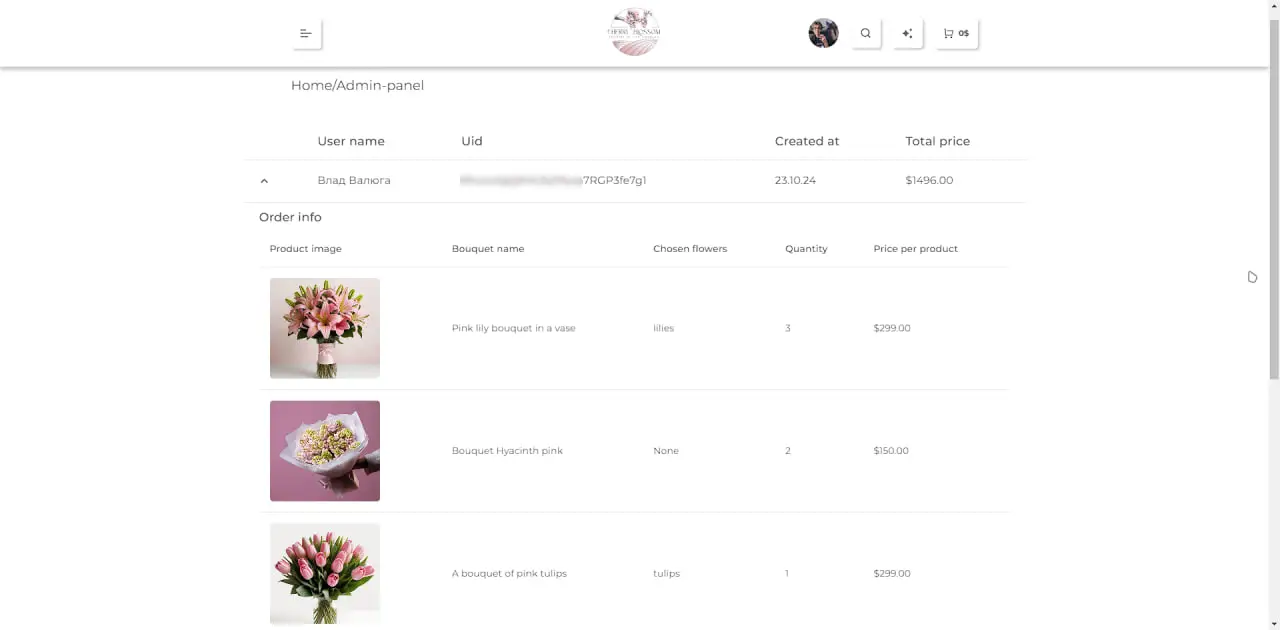 CHERRY BLOSSOM
0$
Home/Admin-panel
User name Uid Created at Total price
Влад Валюга 7RGP3fe7g1 23.10.24 $1496.00
Order info
Product image Bouquet name Chosen flowers Quantity Price per product
Pink lily bouquet in a vase lilies 3 $299.00
Bouquet Hyacinth pink None 2 $150.00
A bouquet of pink tulips tulips 1 $299.00